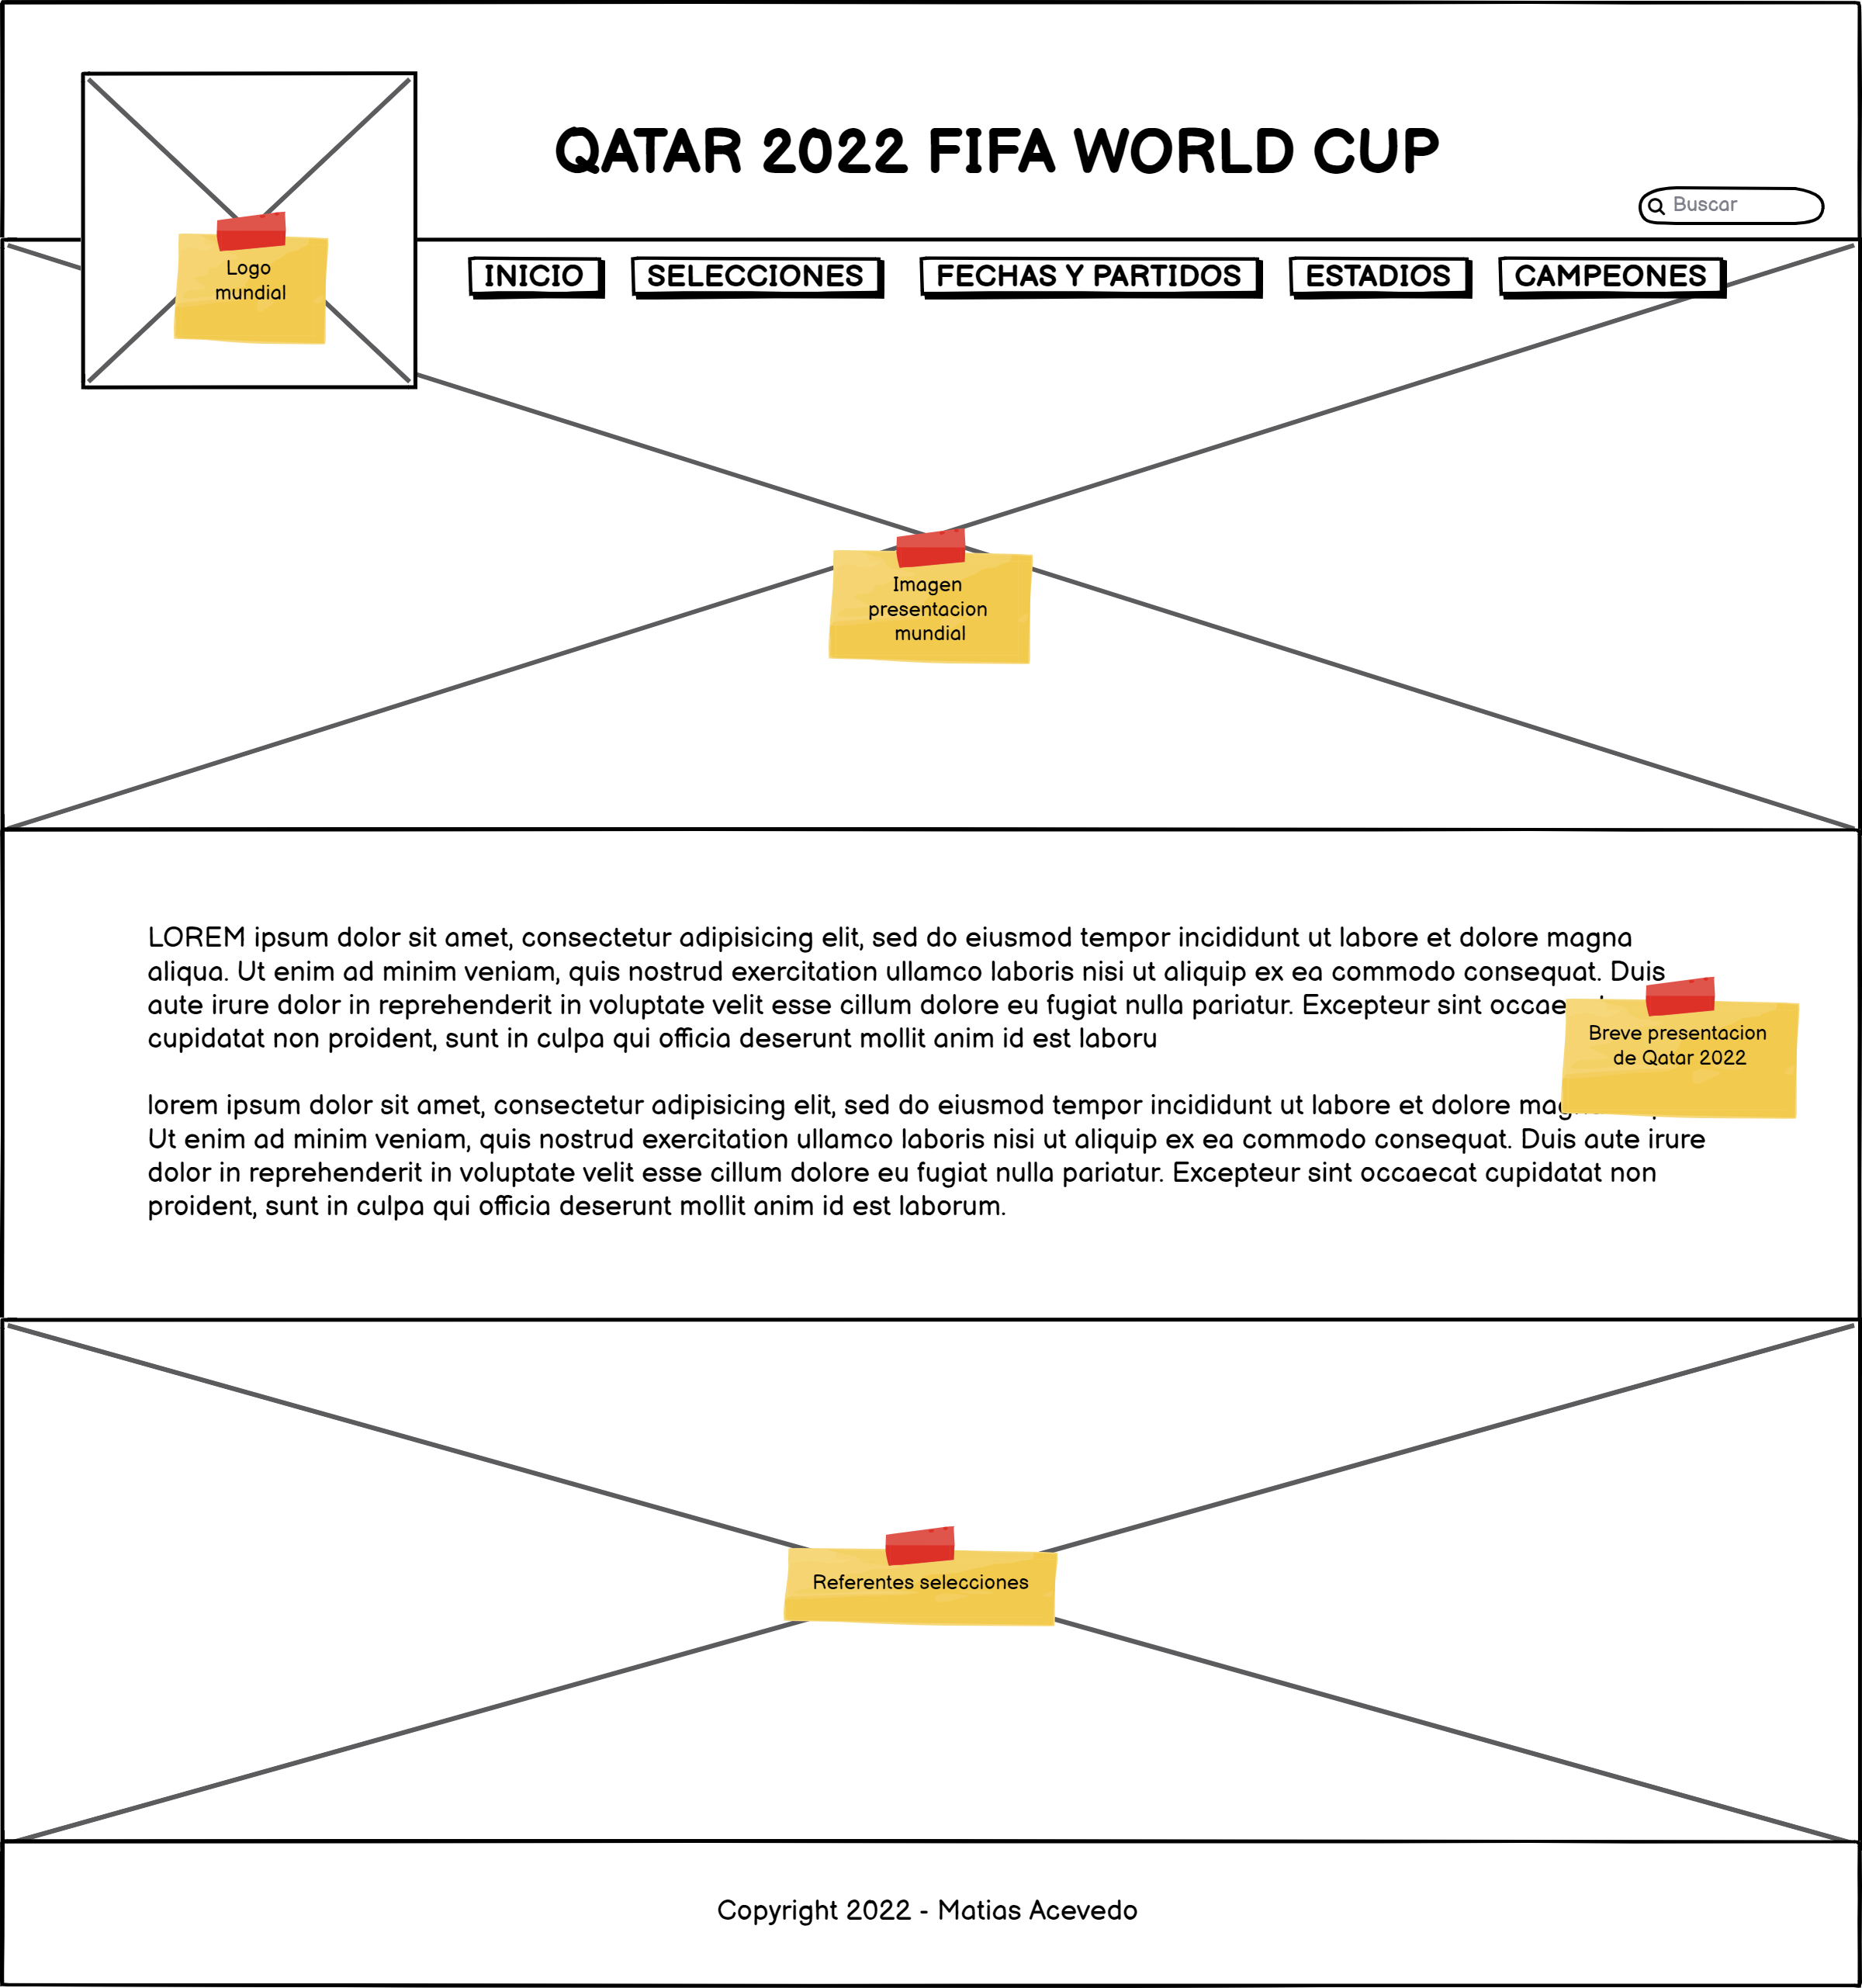 QATAR 2022 FIFA WORLD CUP
Buscar
Logo
mundial
INICIO
SELECCIONES
FECHAS Y PARTIDOS
ESTADIOS
CAMPEONES
Imagen
presentacion
mundial
LOREM ipsum dolor sit amet, consectetur adipisicing elit, sed do eiusmod tempor incididunt ut labore et dolore magna
aliqua. Ut enim ad minim veniam, quis nostrud exercitation ullamco laboris nisi ut aliquip ex ea commodo consequat. Duis
aute irure dolor in reprehenderit in voluptate velit esse cillum dolore eu fugiat nulla pariatur. Excepteur sint
cupidatat non proident, sunt in culpa qui officia deserunt mollit anim id est laboru
Breve presentacion
de Qatar 2022
lorem ipsum dolor sit amet, consectetur adipisicing elit, sed do eiusmod tempor incididunt ut labore et dolore
Ut enim ad minim veniam, quis nostrud exercitation ullamco laboris nisi ut aliquip ex ea commodo consequat. Duis aute irure
dolor in reprehenderit in voluptate velit esse cillum dolore eu fugiat nulla pariatur. Excepteur sint occaecat cupidatat non
proident, sunt in culpa qui officia deserunt mollit anim id est laborum.
Referentes selecciones
Copyright 2022 - Matias Acevedo